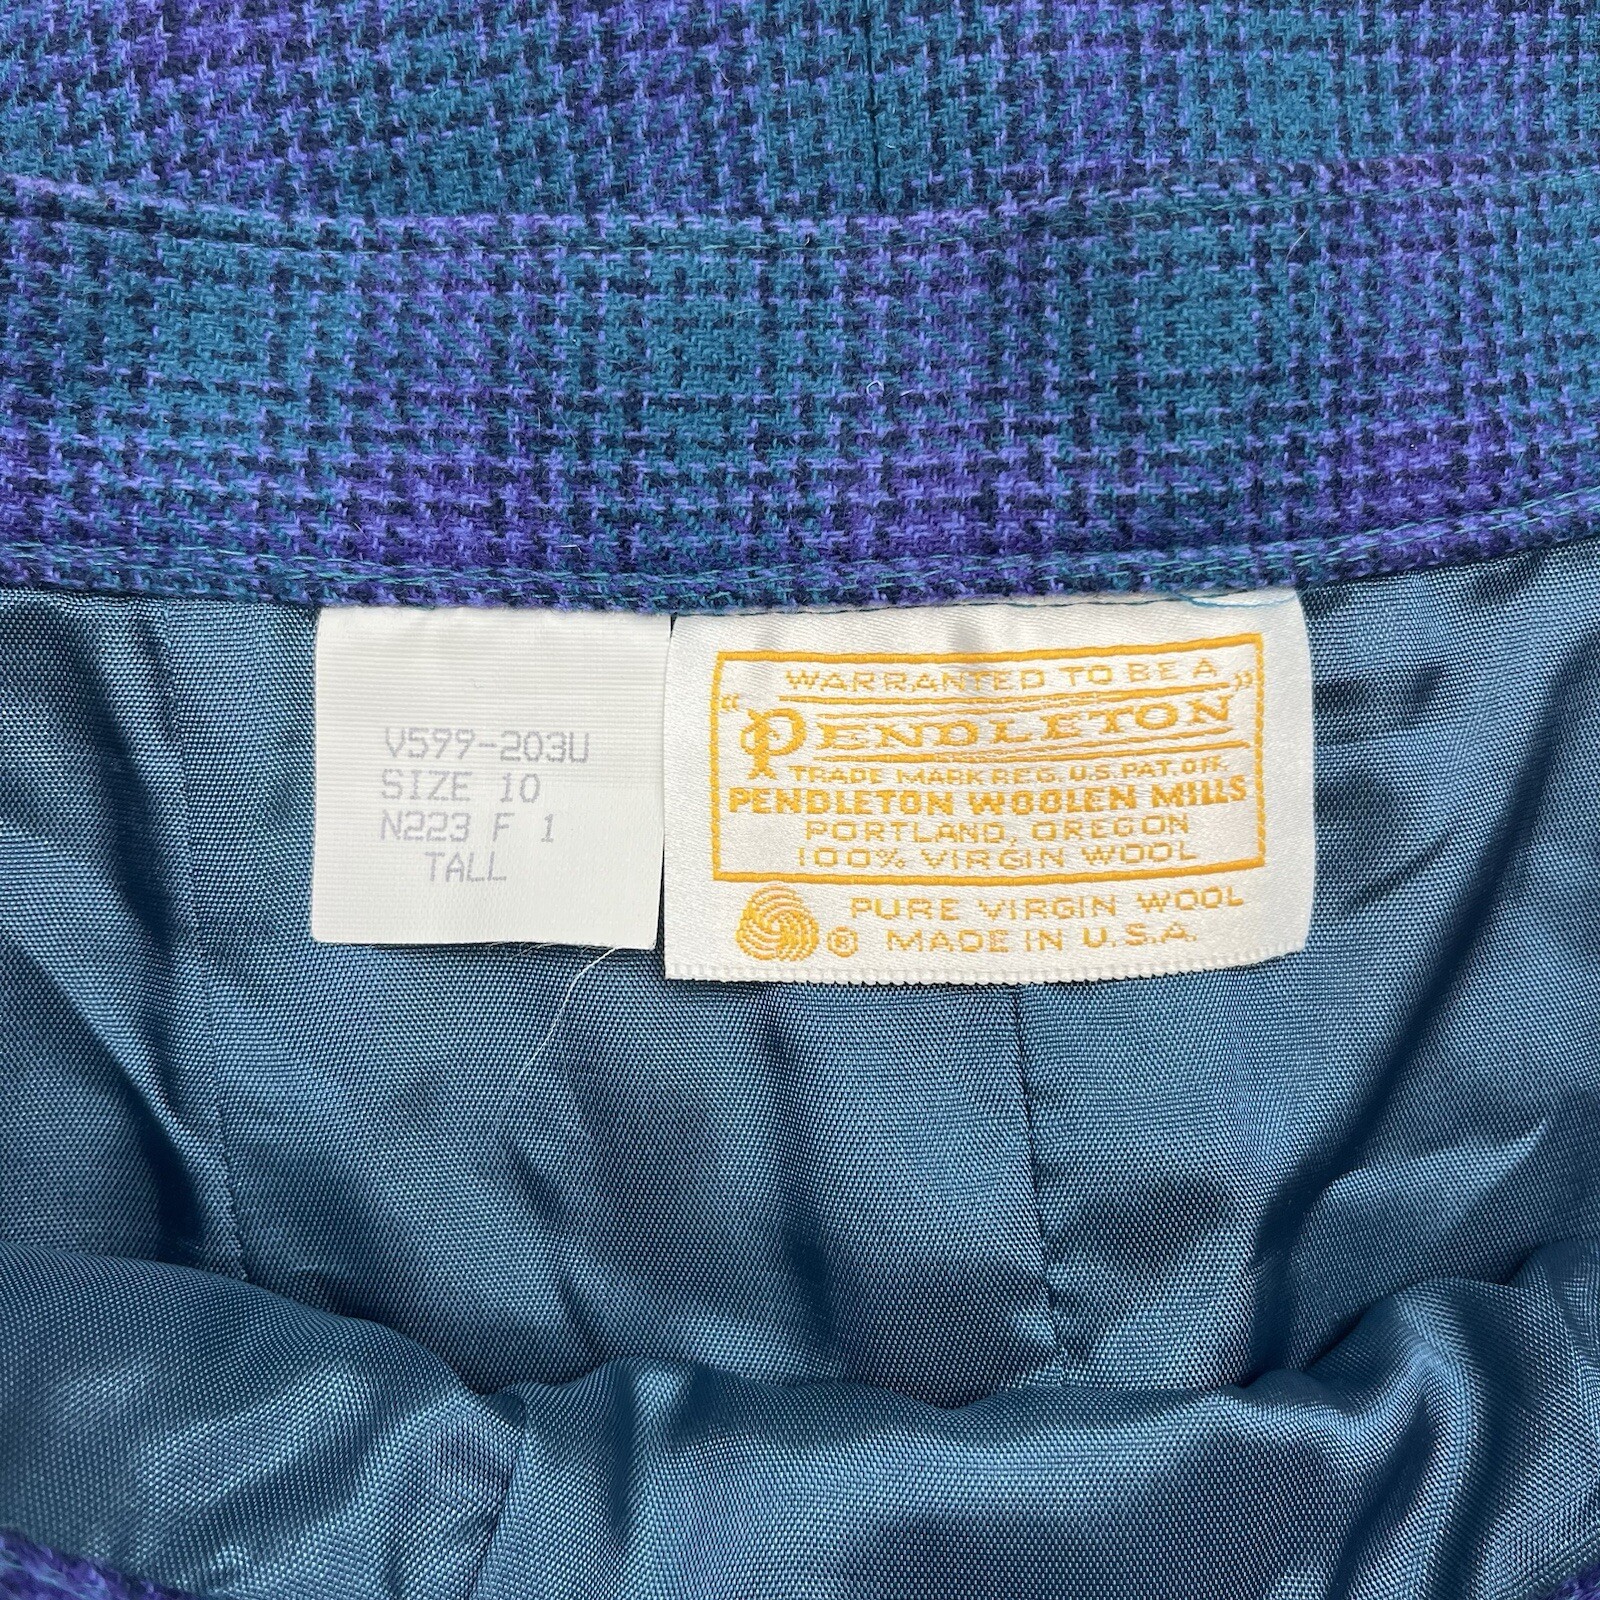 V599-203U
SIZE 10
N223 F 1
TALL
WARRANTED TO BE A
"PENDLETON"
TRADE MARK REG. U.S. PAT. OFF.
PENDLETON WOOLEN MILLS
PORTLAND, OREGON
100% VIRGIN WOOL
PURE VIRGIN WOOL
® MADE IN U.S.A.